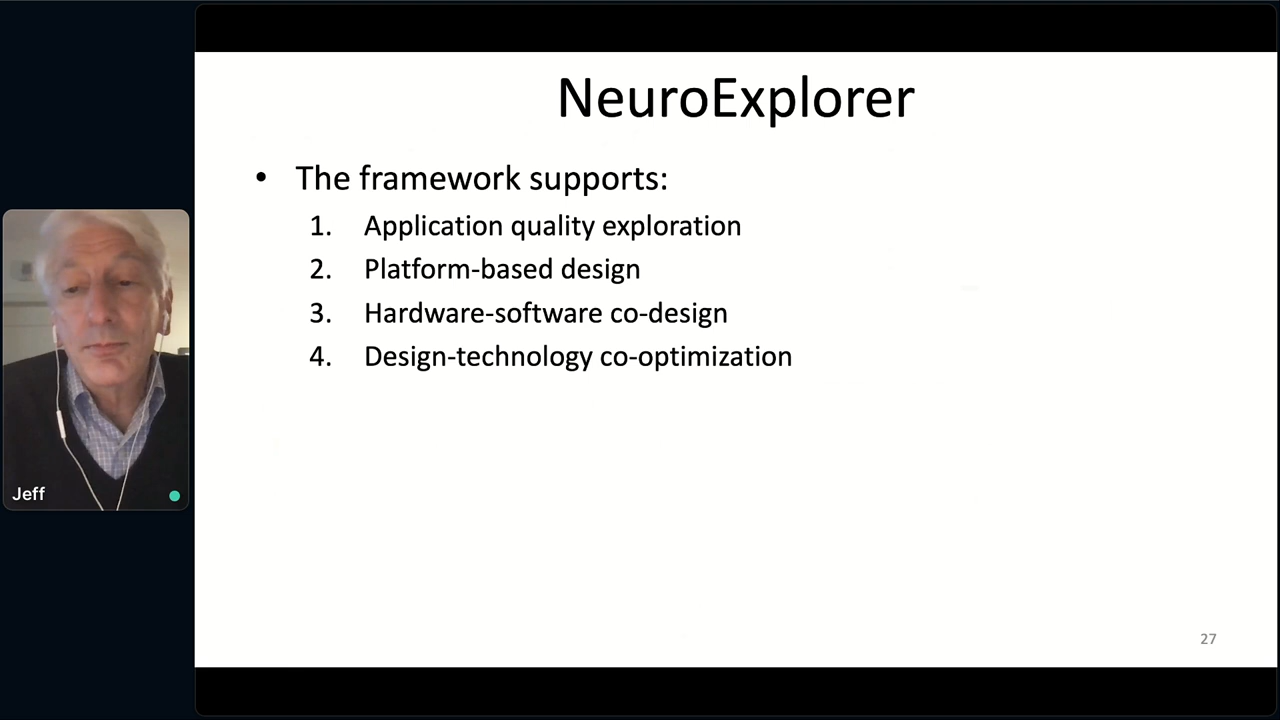 NeuroExplorer
• The framework supports:
1. Application quality exploration
2. Platform-based design
3. Hardware-software co-design
4. Design-technology co-optimization
Jeff
27